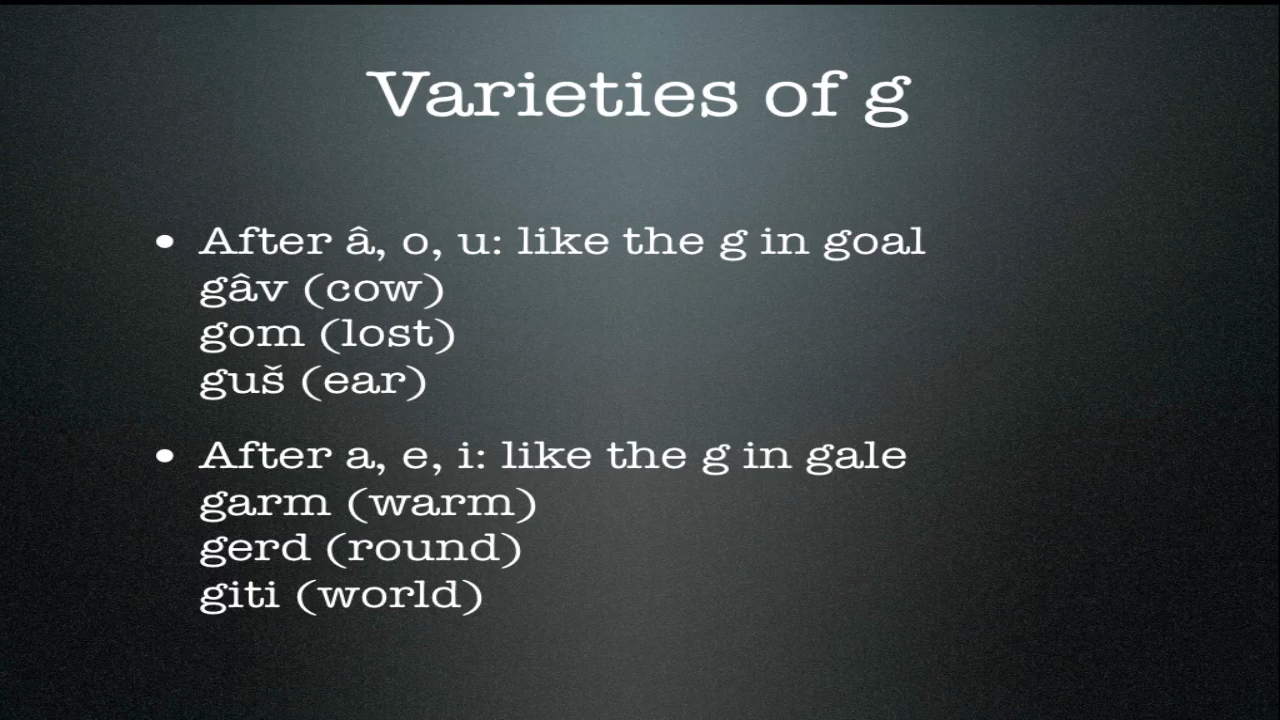 Varieties of g
• After â, o, u: like the g in goal
gâv (cow)
gom (lost)
guš (ear)
• After a, e, i: like the g in gale
garm (warm)
gerd (round)
giti (world)